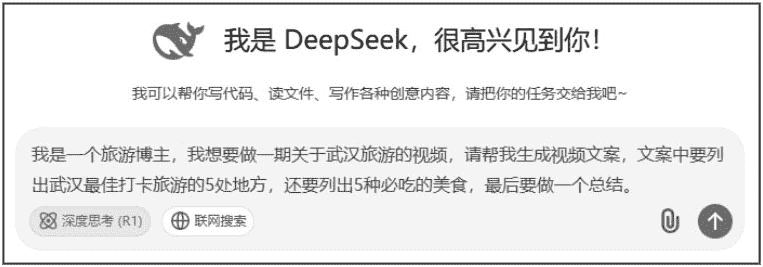 我是 DeepSeek，很高兴见到你！
我可以帮你写代码、读文件、写作各种创意内容，请把你的任务交给我吧~
我是一个旅游博主，我想要做一期关于武汉旅游的视频，请帮我生成视频文案，文案中要列
出武汉最佳打卡旅游的5处地方，还要列出5种必吃的美食，最后要做一个总结。
深度思考 (R1) 联网搜索